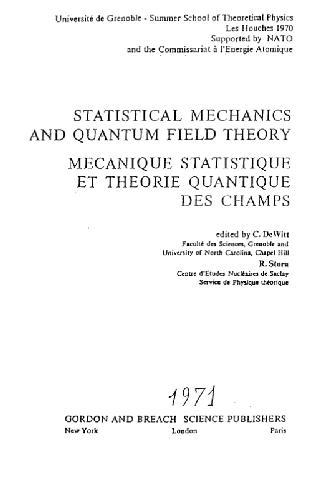 Université de Grenoble - Summer School of Theoretical Physics
Les Houches 1970
Supported by NATO
and the Commissariat à l'Energie Atomique
STATISTICAL MECHANICS
AND QUANTUM FIELD THEORY
MECANIQUE STATISTIQUE
ET THEORIE QUANTIQUE
DES CHAMPS
edited by C. DeWitt
Faculté des Sciences, Grenoble and
University of North Carolina, Chapel Hill
R. Stora
Centre d'Etudes Nucléaires de Saclay
Service de Physique théorique
1971
GORDON AND BREACH SCIENCE PUBLISHERS
New York London Paris